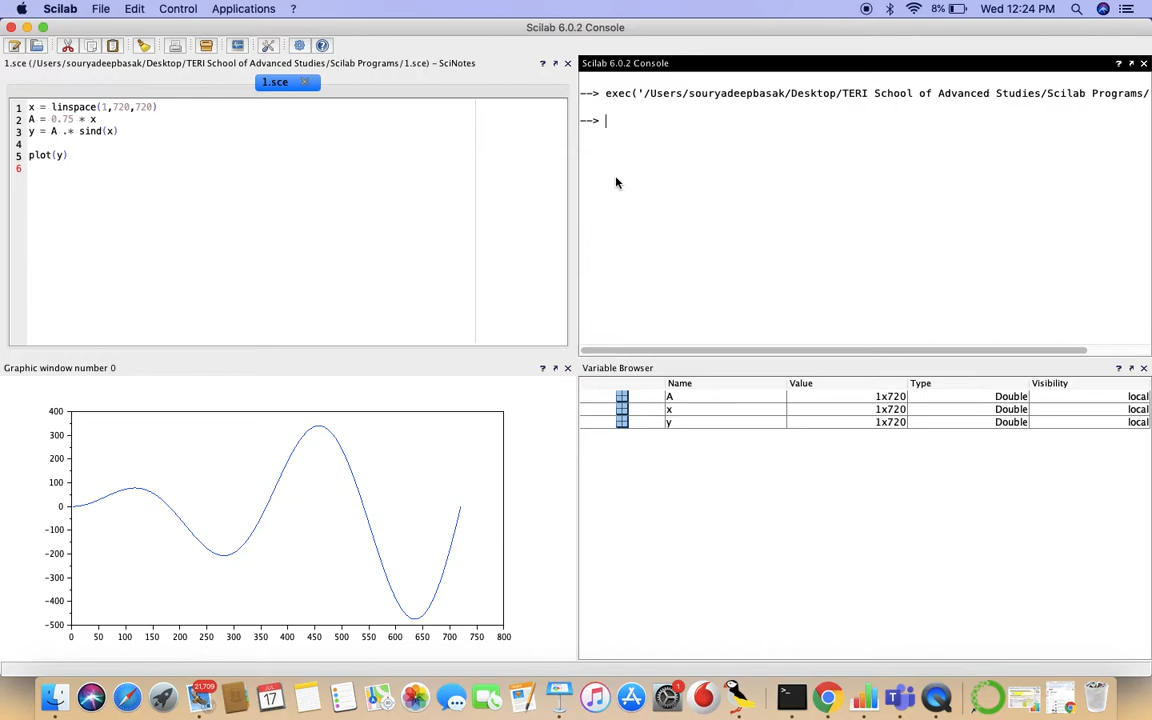 Scilab File Edit Control Applications ? 8% Wed 12:24 PM
Scilab 6.0.2 Console
1.sce (/Users/souryadeepbasak/Desktop/TERI School of Advanced Studies/Scilab Programs/1.sce) - SciNotes ?
1.sce
1 x = linspace(1,720,720)
2 A = 0.75 * x
3 y = A .* sind(x)
4
5 plot(y)
6
Scilab 6.0.2 Console ?
--> exec('/Users/souryadeepbasak/Desktop/TERI School of Advanced Studies/Scilab Programs/
-->
Graphic window number 0 ?
400
300
200
100
0
-100
-200
-300
-400
-500
0 50 100 150 200 250 300 350 400 450 500 550 600 650 700 750 800
Variable Browser ?
Name Value Type Visibility
A 1x720 Double local
x 1x720 Double local
y 1x720 Double local
21,709
17
1